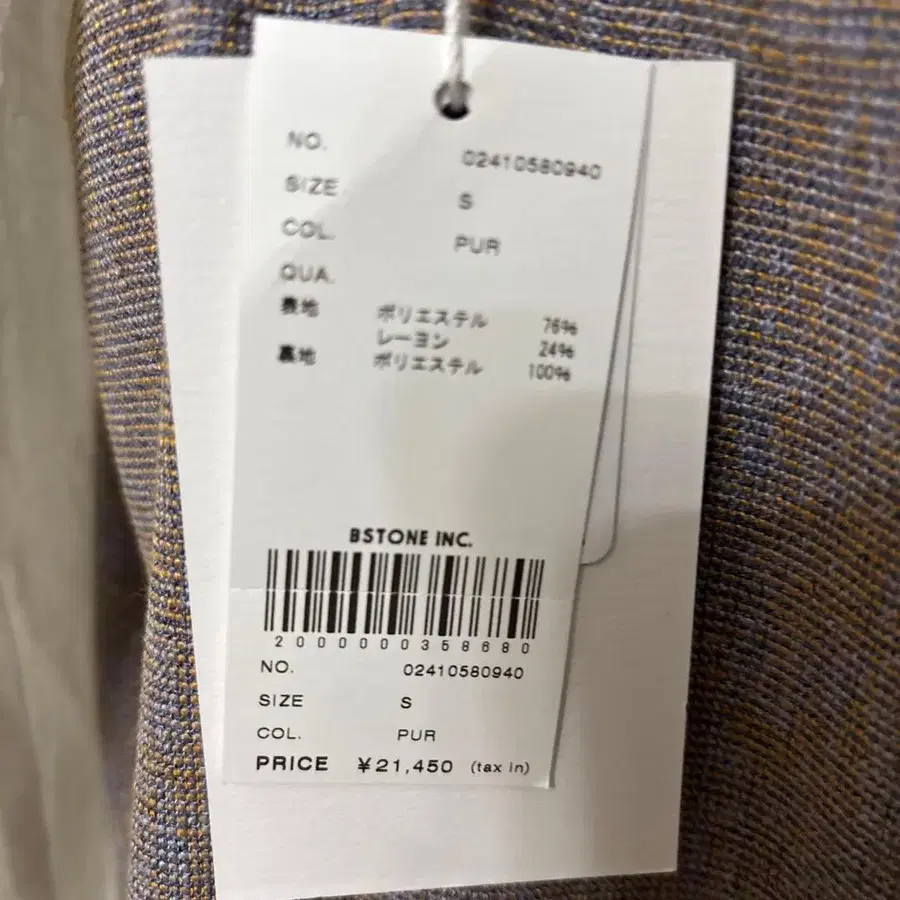 NO. 02410580940
SIZE S
COL. PUR
QUA.
表地 ポリエステル 76%
レーヨン 24%
裏地 ポリエステル 100%
BSTONE INC.
2000000358680
NO. 02410580940
SIZE S
COL. PUR
PRICE ¥21,450 (tax in)